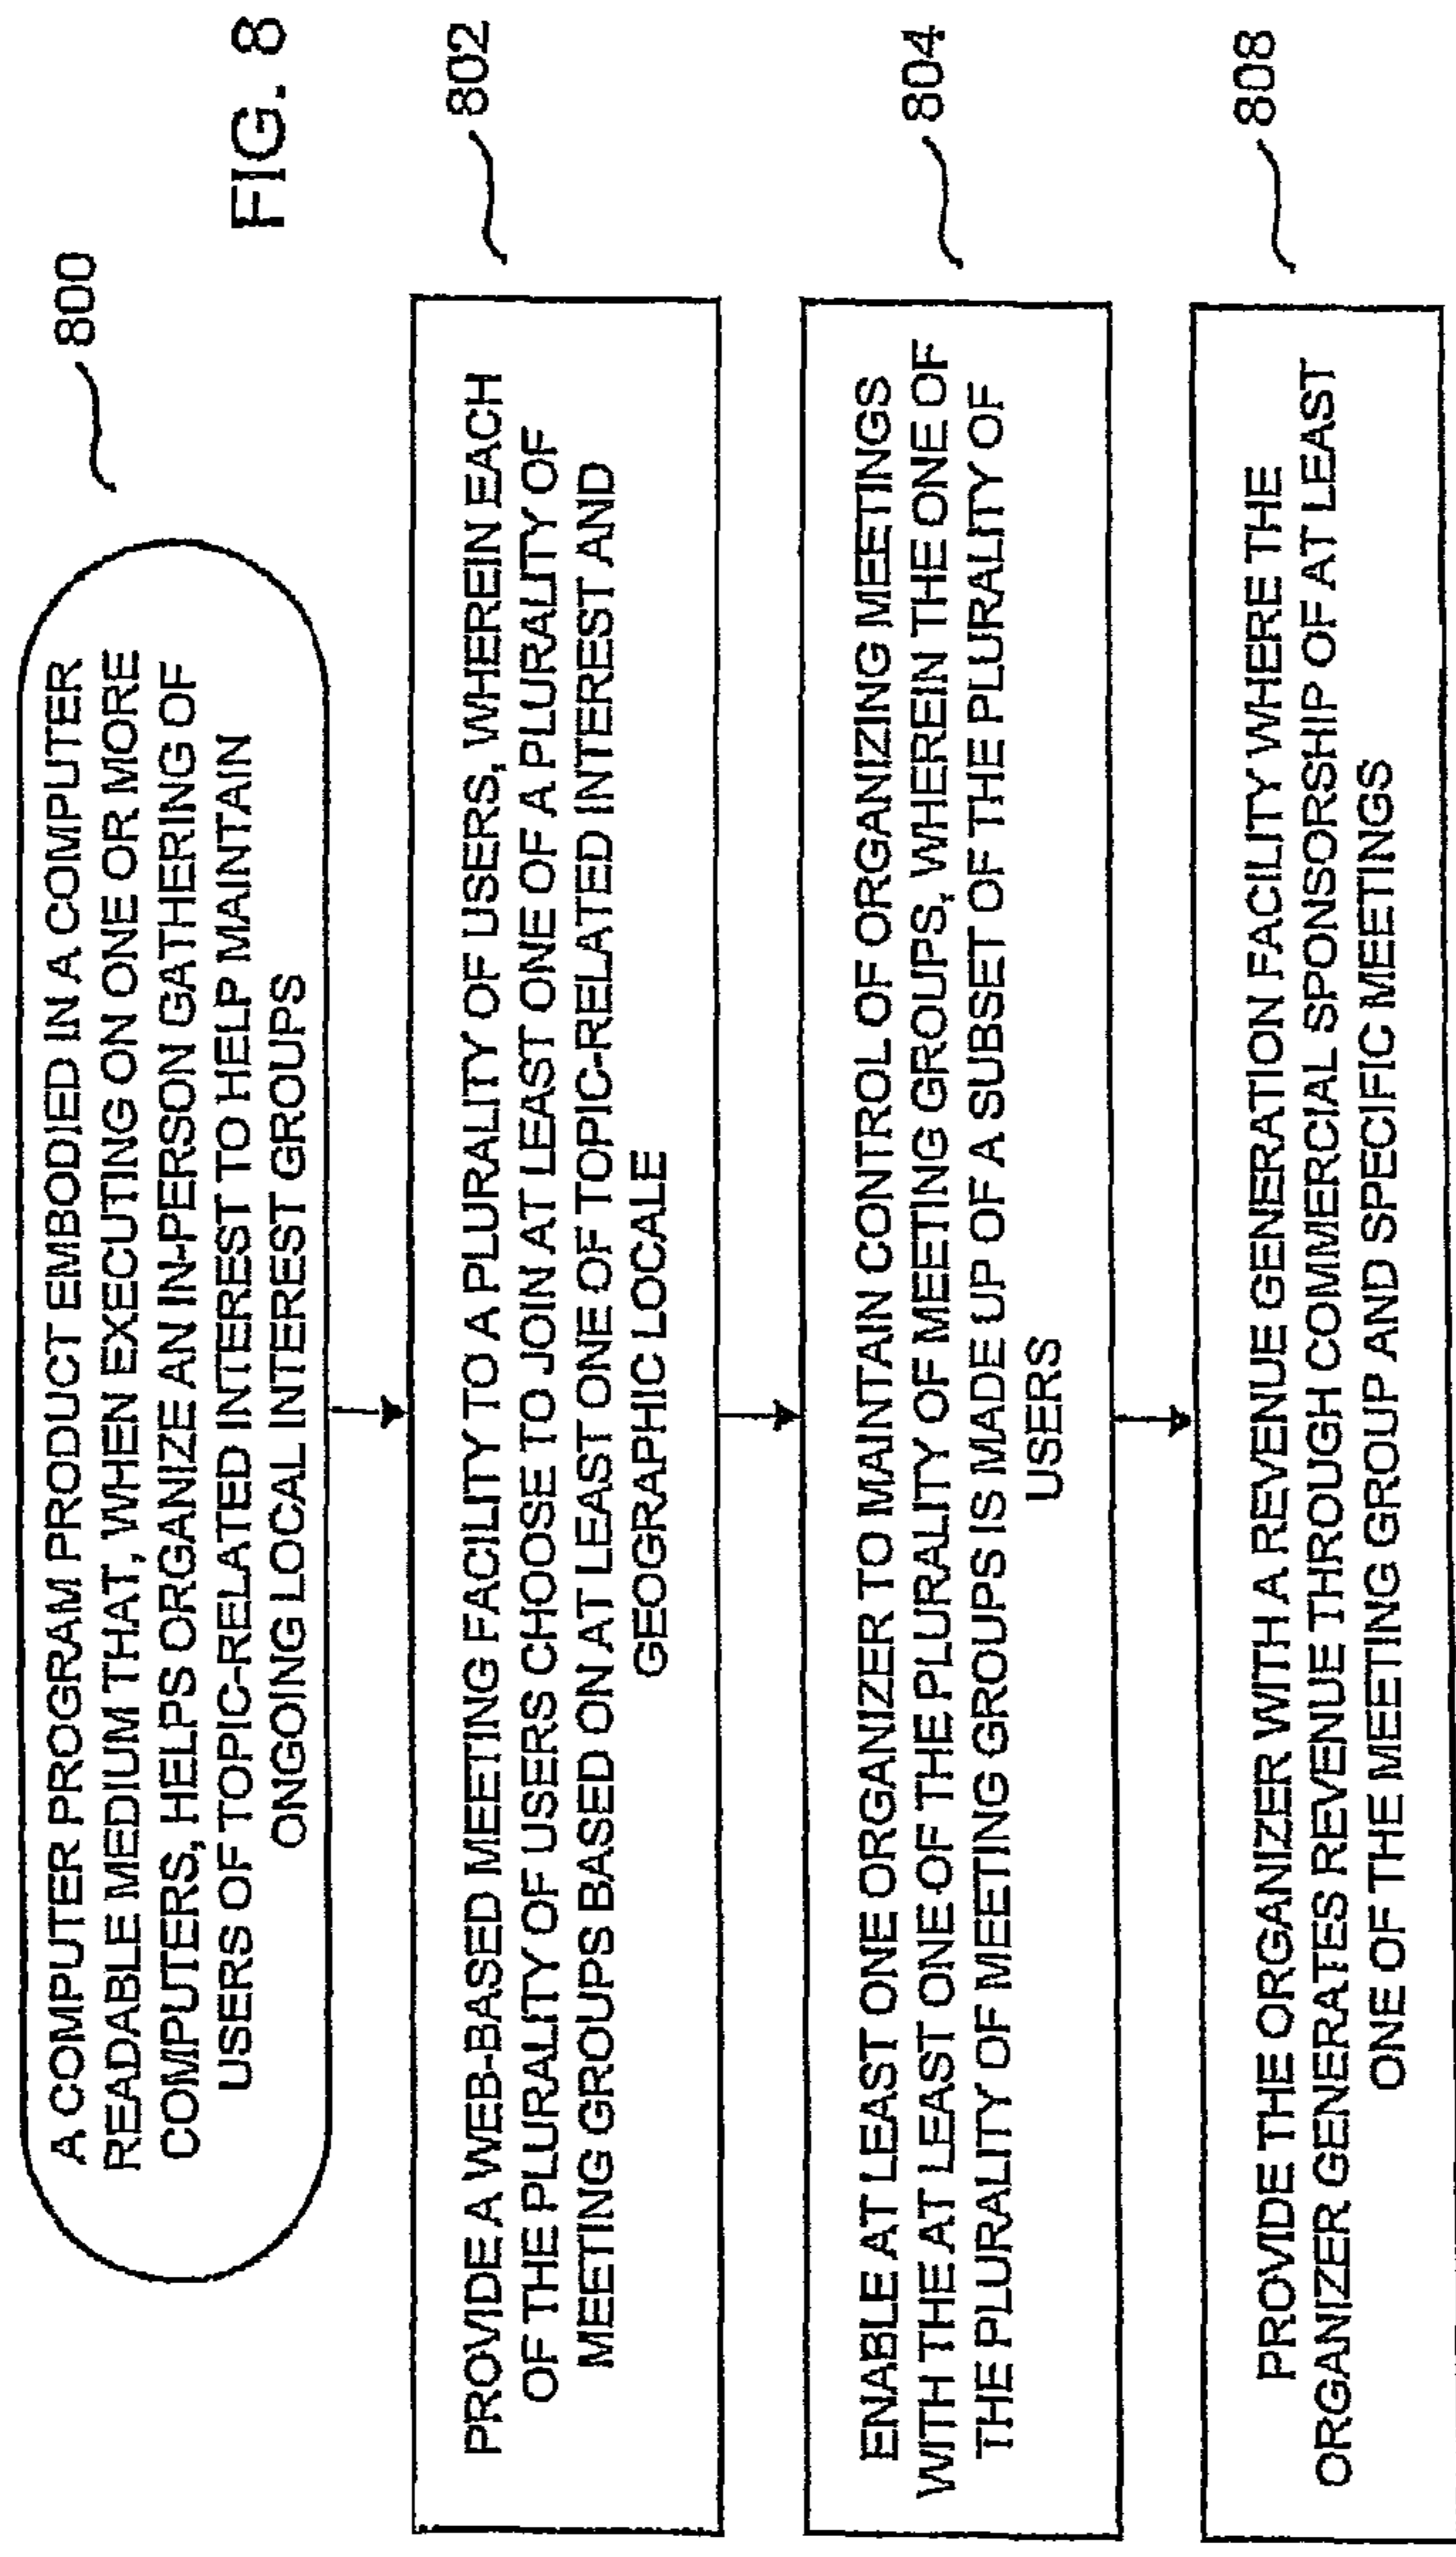 FIG. 8
800
A COMPUTER PROGRAM PRODUCT EMBODIED IN A COMPUTER
READABLE MEDIUM THAT, WHEN EXECUTING ON ONE OR MORE
COMPUTERS, HELPS ORGANIZE AN IN-PERSON GATHERING OF
USERS OF TOPIC-RELATED INTEREST TO HELP MAINTAIN
ONGOING LOCAL INTEREST GROUPS
802
PROVIDE A WEB-BASED MEETING FACILITY TO A PLURALITY OF USERS, WHEREIN EACH
OF THE PLURALITY OF USERS CHOOSE TO JOIN AT LEAST ONE OF A PLURALITY OF
MEETING GROUPS BASED ON AT LEAST ONE OF TOPIC-RELATED INTEREST AND
GEOGRAPHIC LOCALE
804
ENABLE AT LEAST ONE ORGANIZER TO MAINTAIN CONTROL OF ORGANIZING MEETINGS
WITH THE AT LEAST ONE OF THE PLURALITY OF MEETING GROUPS, WHEREIN THE ONE OF
THE PLURALITY OF MEETING GROUPS IS MADE UP OF A SUBSET OF THE PLURALITY OF
USERS
808
PROVIDE THE ORGANIZER WITH A REVENUE GENERATION FACILITY WHERE THE
ORGANIZER GENERATES REVENUE THROUGH COMMERCIAL SPONSORSHIP OF AT LEAST
ONE OF THE MEETING GROUP AND SPECIFIC MEETINGS